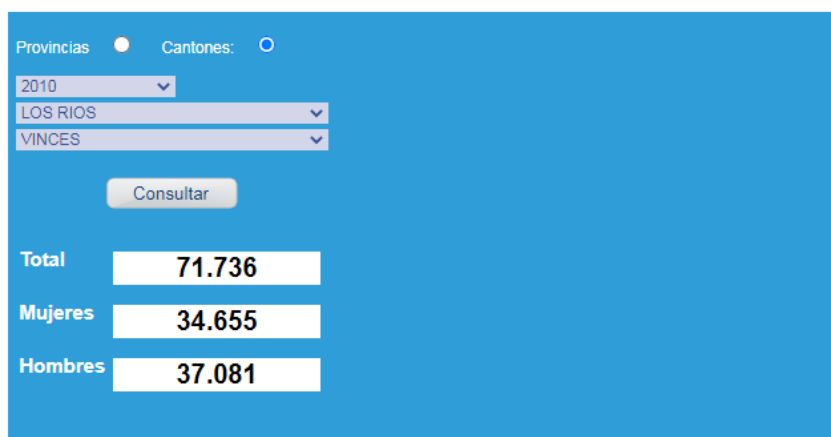 Provincias Cantones:
2010
LOS RIOS
VINCES
Consultar
Total 71.736
Mujeres 34.655
Hombres 37.081